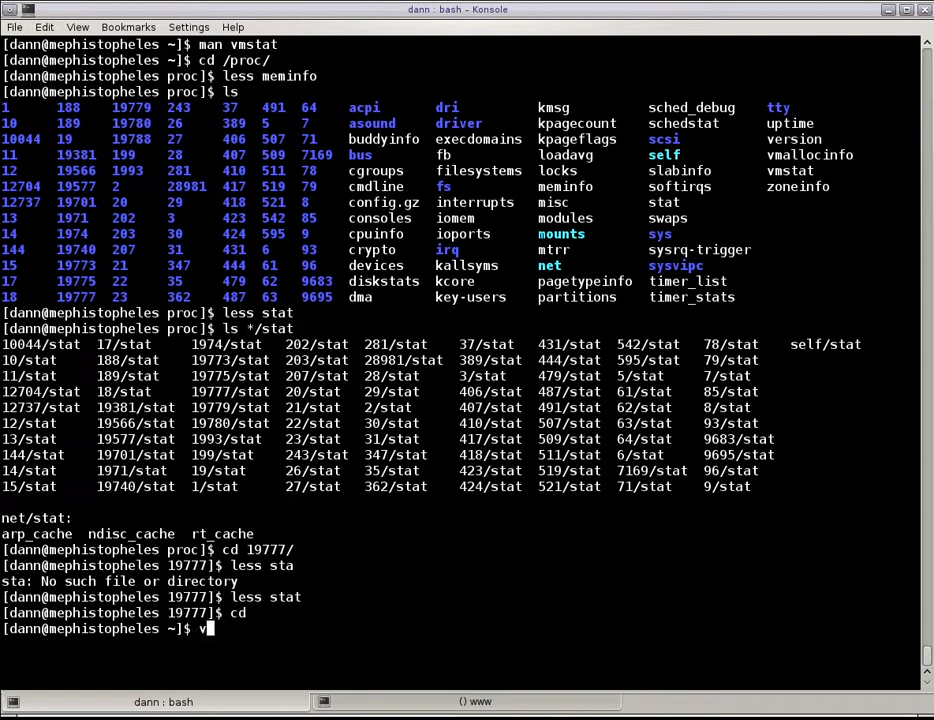 dann : bash - Konsole
File Edit View Bookmarks Settings Help
[dann@mephistopheles ~]$ man vmstat
[dann@mephistopheles ~]$ cd /proc/
[dann@mephistopheles proc]$ less meminfo
[dann@mephistopheles proc]$ ls
1 188 19779 243 37 491 64 acpi dri kmsg sched_debug tty
10 189 19780 26 389 5 7 asound driver kpagecount schedstat uptime
10044 19 19788 27 406 507 71 buddyinfo execdomains kpageflags scsi version
11 19381 199 28 407 509 7169 bus fb loadavg self vmallocinfo
12 19566 1993 281 410 511 78 cgroups filesystems locks slabinfo vmstat
12704 19577 2 28981 417 519 79 cmdline fs meminfo softirqs zoneinfo
12737 19701 20 29 418 521 8 config.gz interrupts misc stat
13 1971 202 3 423 542 85 consoles iomem modules swaps
14 1974 203 30 424 595 9 cpuinfo ioports mounts sys
144 19740 207 31 431 6 93 crypto irq mtrr sysrq-trigger
15 19773 21 347 444 61 96 devices kallsyms net sysvipc
17 19775 22 35 479 62 9683 diskstats kcore pagetypeinfo timer_list
18 19777 23 362 487 63 9695 dma key-users partitions timer_stats
[dann@mephistopheles proc]$ less stat
[dann@mephistopheles proc]$ ls */stat
10044/stat 17/stat 1974/stat 202/stat 281/stat 37/stat 431/stat 542/stat 78/stat self/stat
10/stat 188/stat 19773/stat 203/stat 28981/stat 389/stat 444/stat 595/stat 79/stat
11/stat 189/stat 19775/stat 207/stat 28/stat 3/stat 479/stat 5/stat 7/stat
12704/stat 18/stat 19777/stat 20/stat 29/stat 406/stat 487/stat 61/stat 85/stat
12737/stat 19381/stat 19779/stat 21/stat 2/stat 407/stat 491/stat 62/stat 8/stat
12/stat 19566/stat 19780/stat 22/stat 30/stat 410/stat 507/stat 63/stat 93/stat
13/stat 19577/stat 1993/stat 23/stat 31/stat 417/stat 509/stat 64/stat 9683/stat
144/stat 19701/stat 199/stat 243/stat 347/stat 418/stat 511/stat 6/stat 9695/stat
14/stat 1971/stat 19/stat 26/stat 35/stat 423/stat 519/stat 7169/stat 96/stat
15/stat 19740/stat 1/stat 27/stat 362/stat 424/stat 521/stat 71/stat 9/stat
net/stat:
arp_cache ndisc_cache rt_cache
[dann@mephistopheles proc]$ cd 19777/
[dann@mephistopheles 19777]$ less sta
sta: No such file or directory
[dann@mephistopheles 19777]$ less stat
[dann@mephistopheles 19777]$ cd
[dann@mephistopheles ~]$ v
dann : bash () www